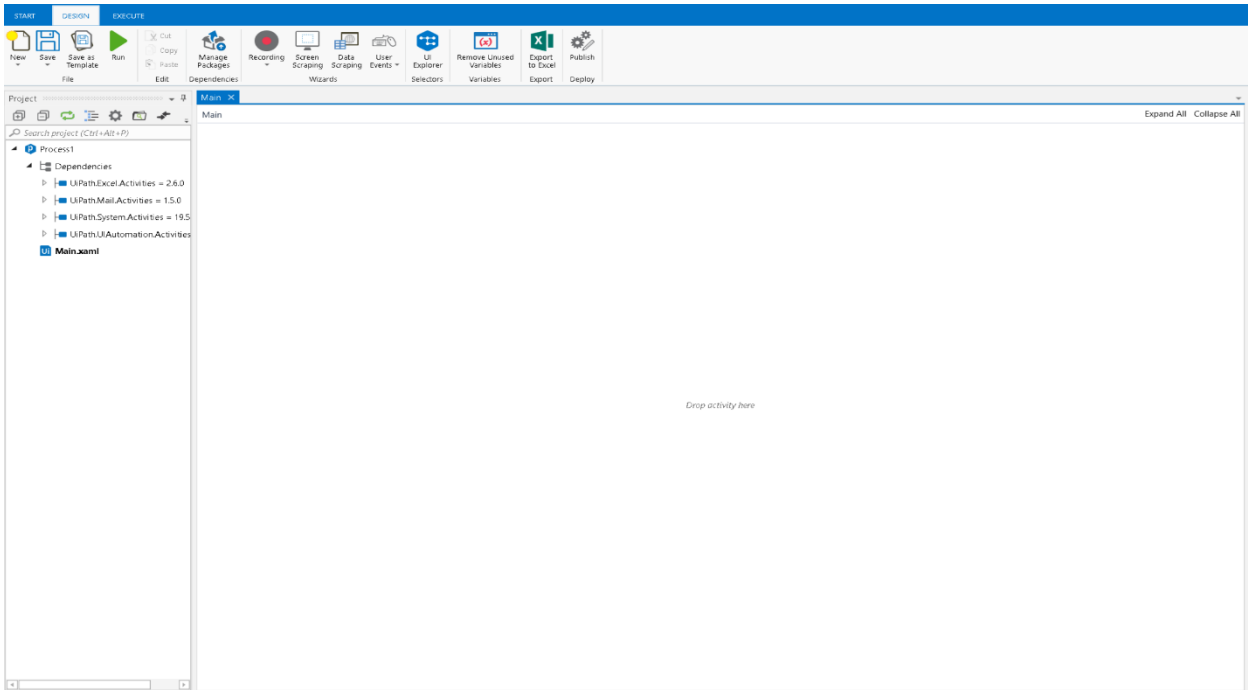 START DESIGN EXECUTE
New Save Save as Template Run Cut Copy Paste Manage Packages Recording Screen Scraping Data Scraping User Events UI Explorer Remove Unused Variables Export to Excel Publish
File Edit Dependencies Wizards Selectors Variables Export Deploy
Project
Main
Main Expand All Collapse All
Search project (Ctrl+Alt+P)
Process1
Dependencies
UiPath.Excel.Activities = 2.6.0
UiPath.Mail.Activities = 1.5.0
UiPath.System.Activities = 19.5
UiPath.UIAutomation.Activities
Main.xaml
Drop activity here